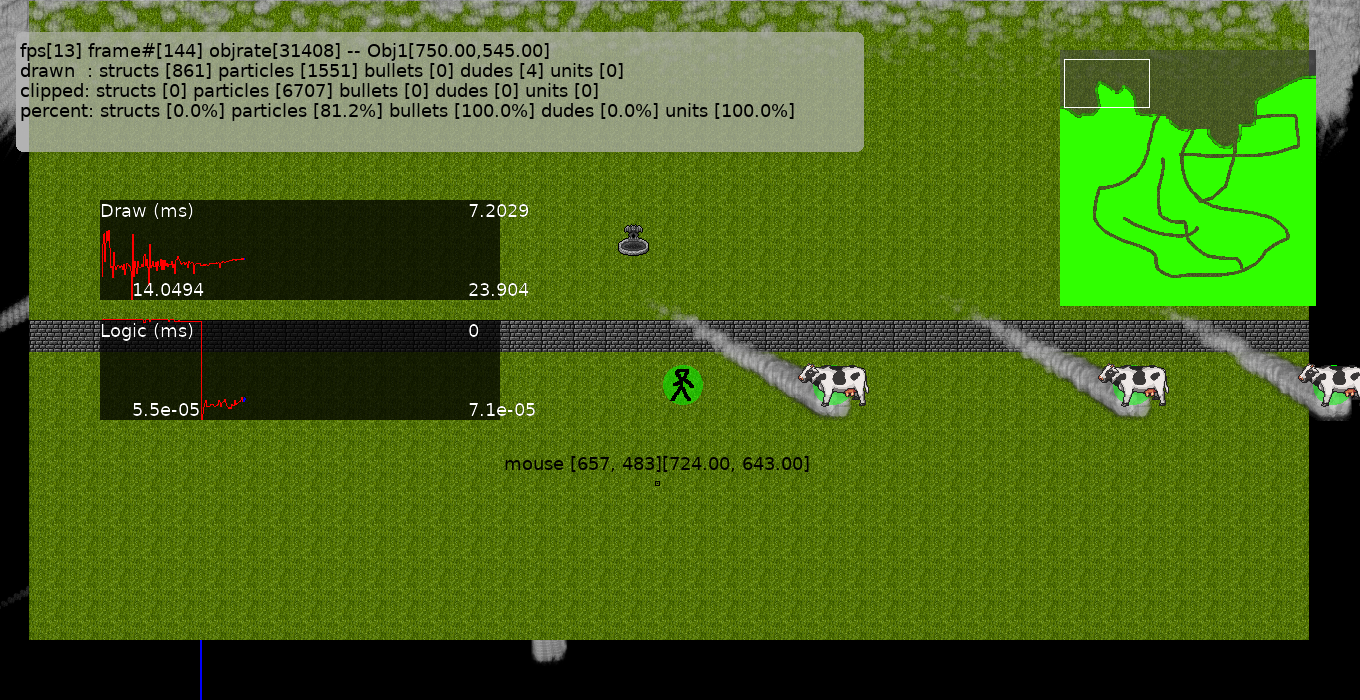 fps[13] frame#[144] objrate[31408] -- Obj1[750.00,545.00]
drawn  : structs [861] particles [1551] bullets [0] dudes [4] units [0]
clipped: structs [0] particles [6707] bullets [0] dudes [0] units [0]
percent: structs [0.0%] particles [81.2%] bullets [100.0%] dudes [0.0%] units [100.0%]
Draw (ms) 7.2029
14.0494 23.904
Logic (ms) 0
5.5e-05 7.1e-05
mouse [657, 483][724.00, 643.00]